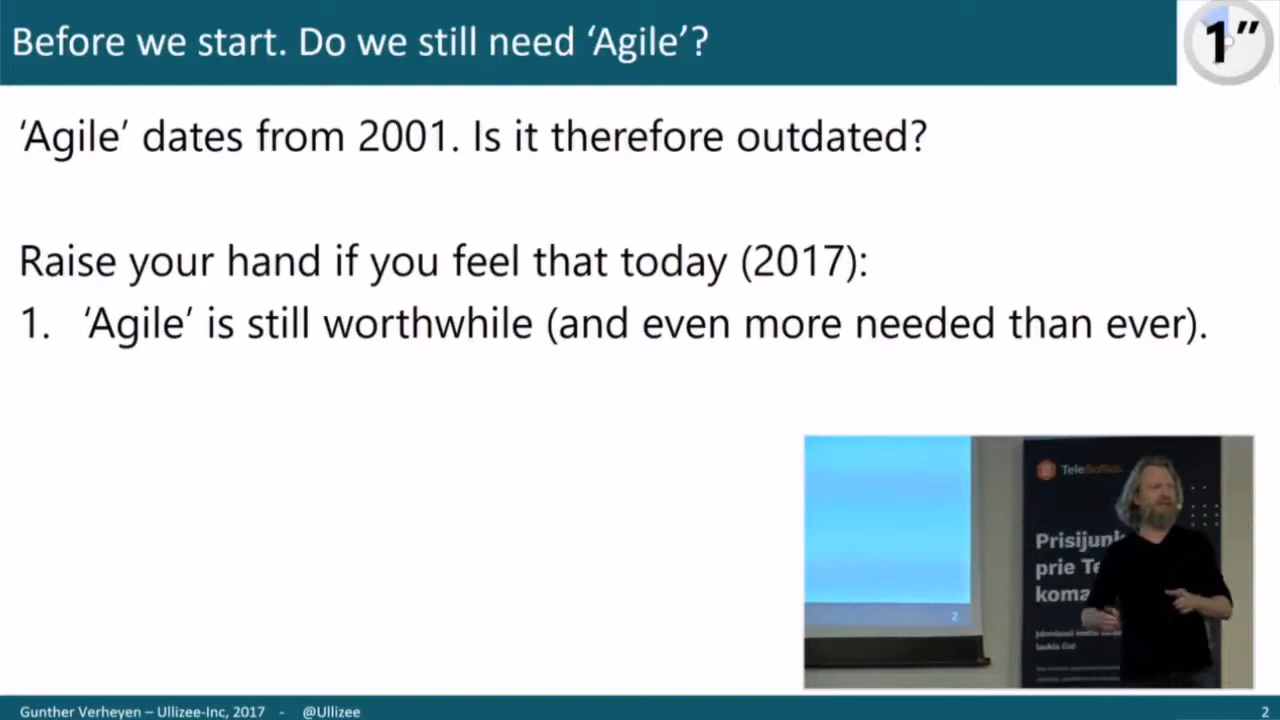 Before we start. Do we still need ‘Agile’?
1”
‘Agile’ dates from 2001. Is it therefore outdated?
Raise your hand if you feel that today (2017):
1. ‘Agile’ is still worthwhile (and even more needed than ever).
TeleSoftas
Prisijunk
prie Te
koma
2
Gunther Verheyen – Ullizee-Inc, 2017 - @Ullizee
2